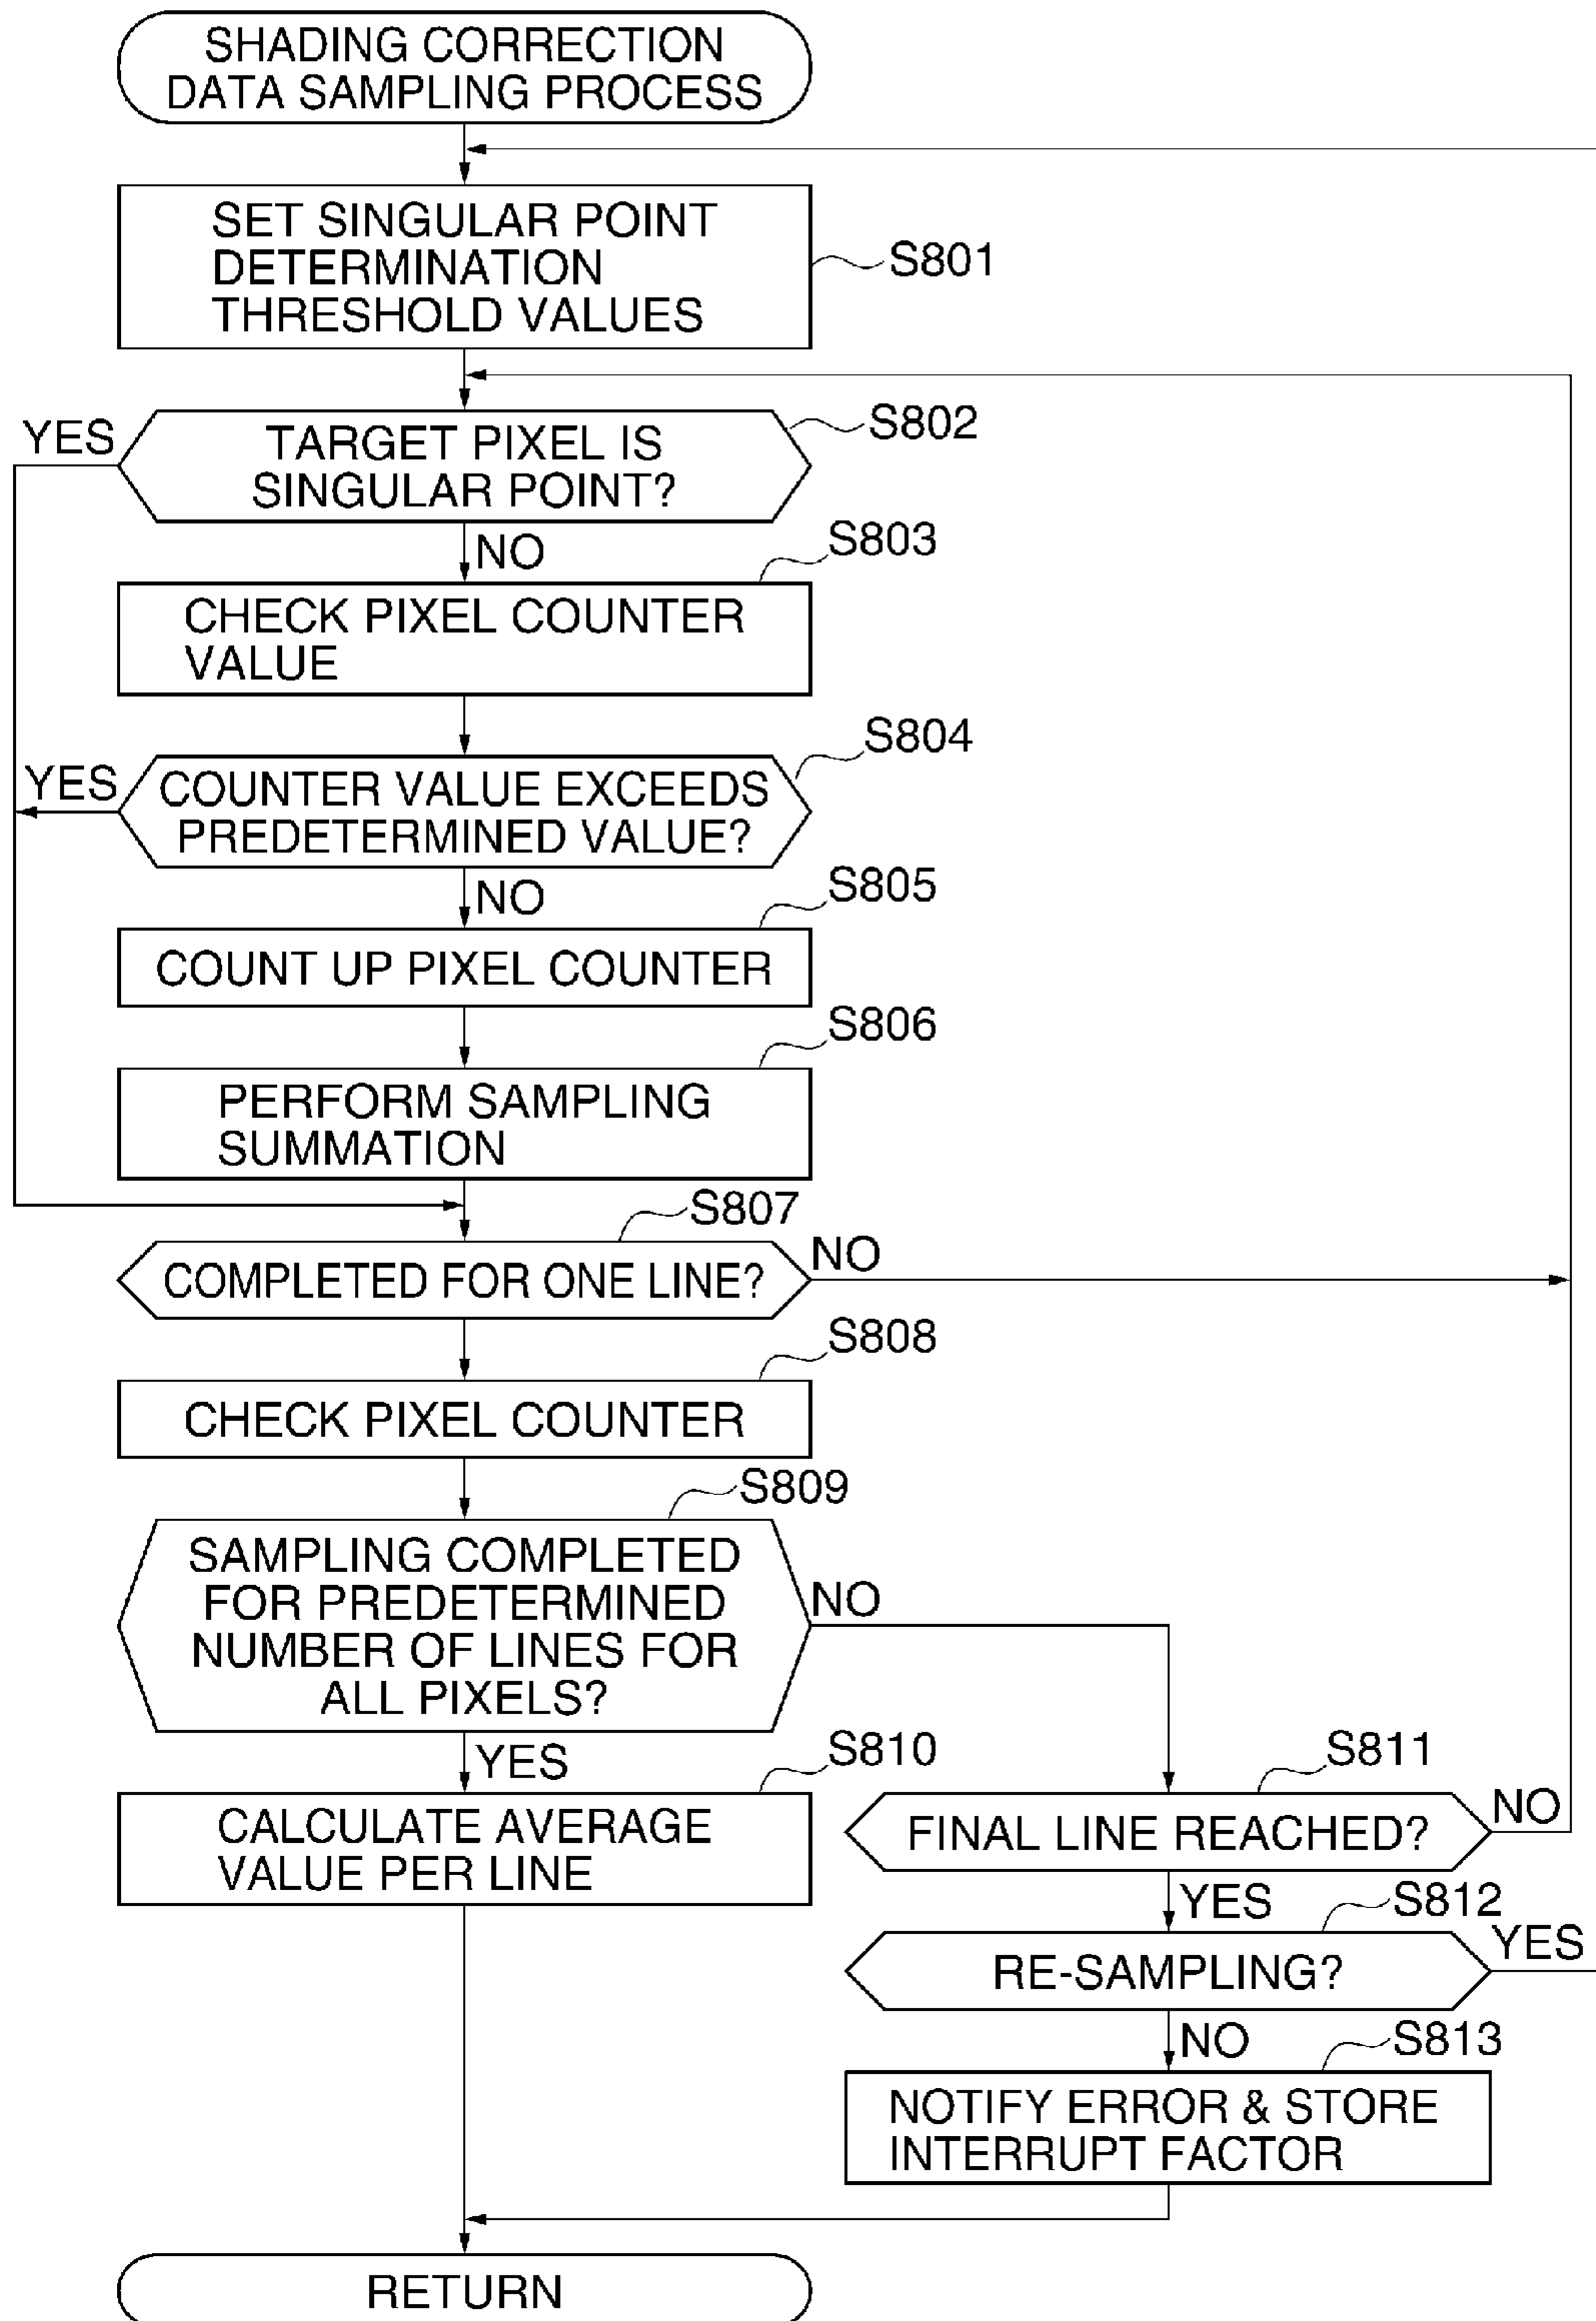 SHADING CORRECTION
DATA SAMPLING PROCESS
SET SINGULAR POINT
DETERMINATION
THRESHOLD VALUES
S801
YES
TARGET PIXEL IS
SINGULAR POINT?
S802
NO
S803
CHECK PIXEL COUNTER
VALUE
S804
YES
COUNTER VALUE EXCEEDS
PREDETERMINED VALUE?
NO
S805
COUNT UP PIXEL COUNTER
S806
PERFORM SAMPLING
SUMMATION
S807
COMPLETED FOR ONE LINE?
NO
S808
CHECK PIXEL COUNTER
S809
SAMPLING COMPLETED
FOR PREDETERMINED
NUMBER OF LINES FOR
ALL PIXELS?
NO
YES
S810
CALCULATE AVERAGE
VALUE PER LINE
S811
FINAL LINE REACHED?
NO
YES
S812
RE-SAMPLING?
YES
NO
S813
NOTIFY ERROR & STORE
INTERRUPT FACTOR
RETURN